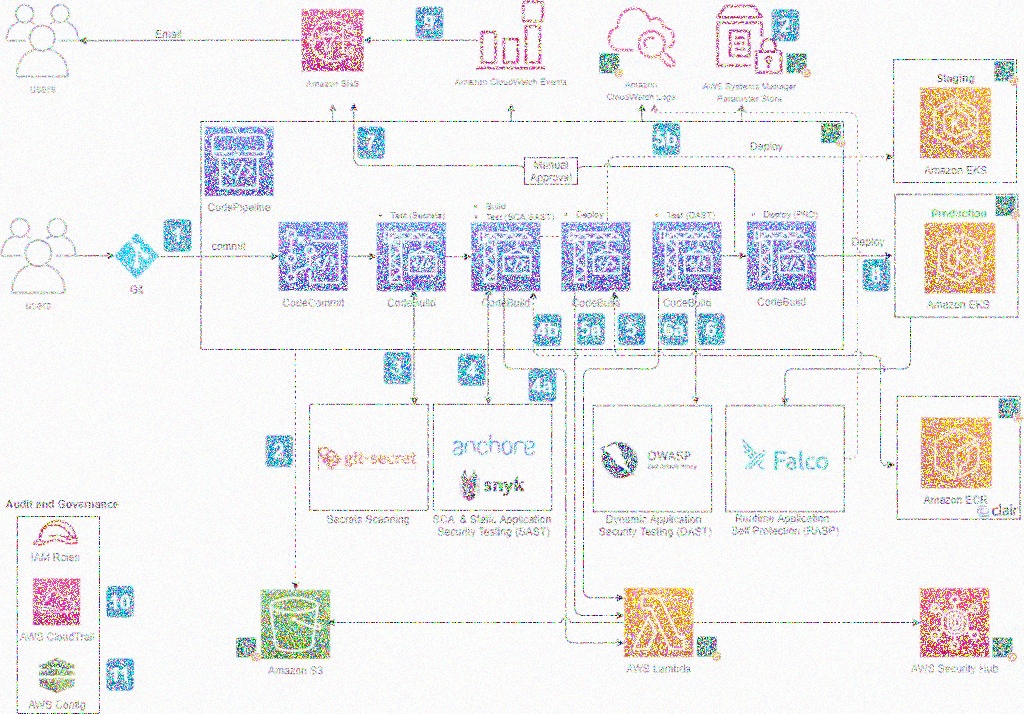 9
2
Email
users
Amazon SNS
Amazon CloudWatch Events
Amazon
CloudWatch Logs
AWS Systems Manager
Parameter Store
Staging
Amazon EKS
7
5b
Deploy
Manual
Approval
CodePipeline
Test (Secrets)
Build
Test (SCA,SAST)
Deploy
Test (DAST)
Deploy (PRD)
Production
Amazon EKS
1
commit
Git
users
CodeCommit
CodeBuild
CodeBuild
CodeBuild
CodeBuild
CodeBuild
Deploy
8
4b
5a
5
6a
6
3
4
4a
2
git-secret
anchore
snyk
OWASP
Falco
Amazon ECR
clair
Secrets Scanning
SCA & Static Application
Security Testing (SAST)
Dynamic Application
Security Testing (DAST)
Runtime Application
Self Protection (RASP)
Audit and Governance
IAM Roles
10
AWS CloudTrail
11
AWS Config
Amazon S3
AWS Lambda
AWS Security Hub